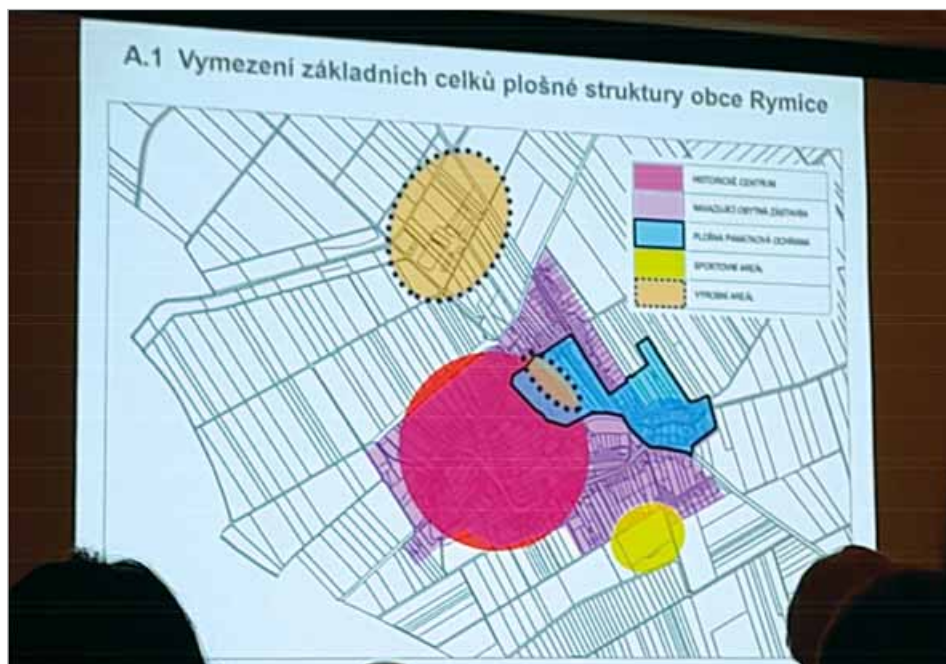 A.1 Vymezení základních celků plošné struktury obce Rymice
HISTORICKÉ CENTRUM
NAVAZUJÍCÍ OBYTNÁ ZÁSTAVBA
PLOŠNÁ PAMÁTKOVÁ OCHRANA
SPORTOVNÍ AREÁL
VÝROBNÍ AREÁL